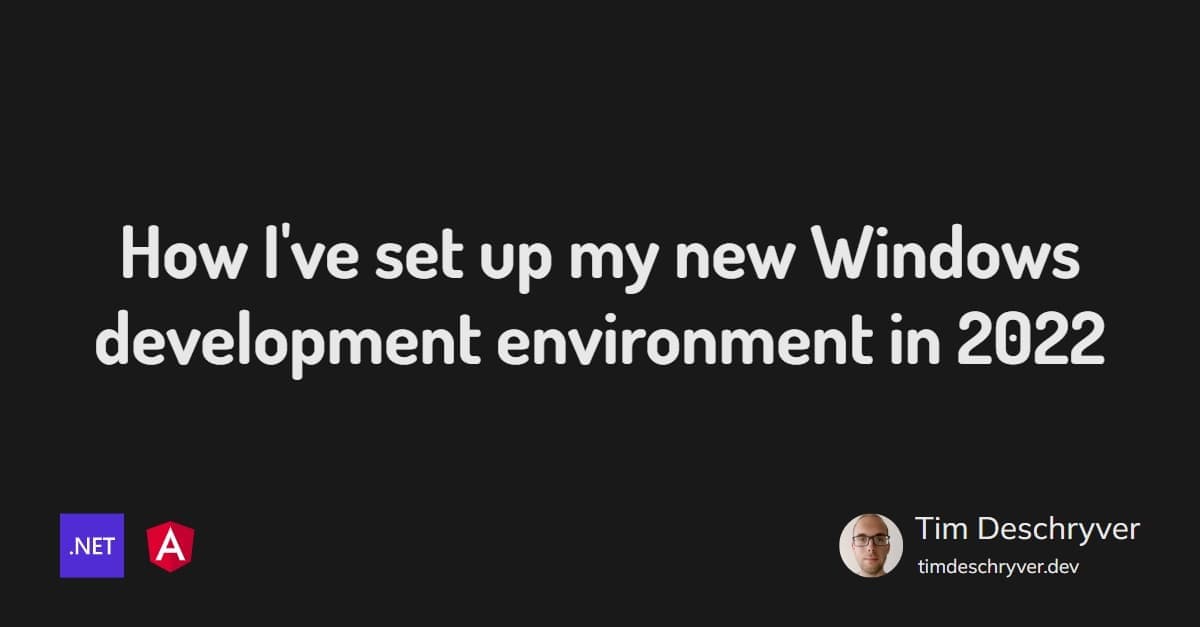 How I've set up my new Windows
development environment in 2022
.NET
A
Tim Deschryver
timdeschryver.dev